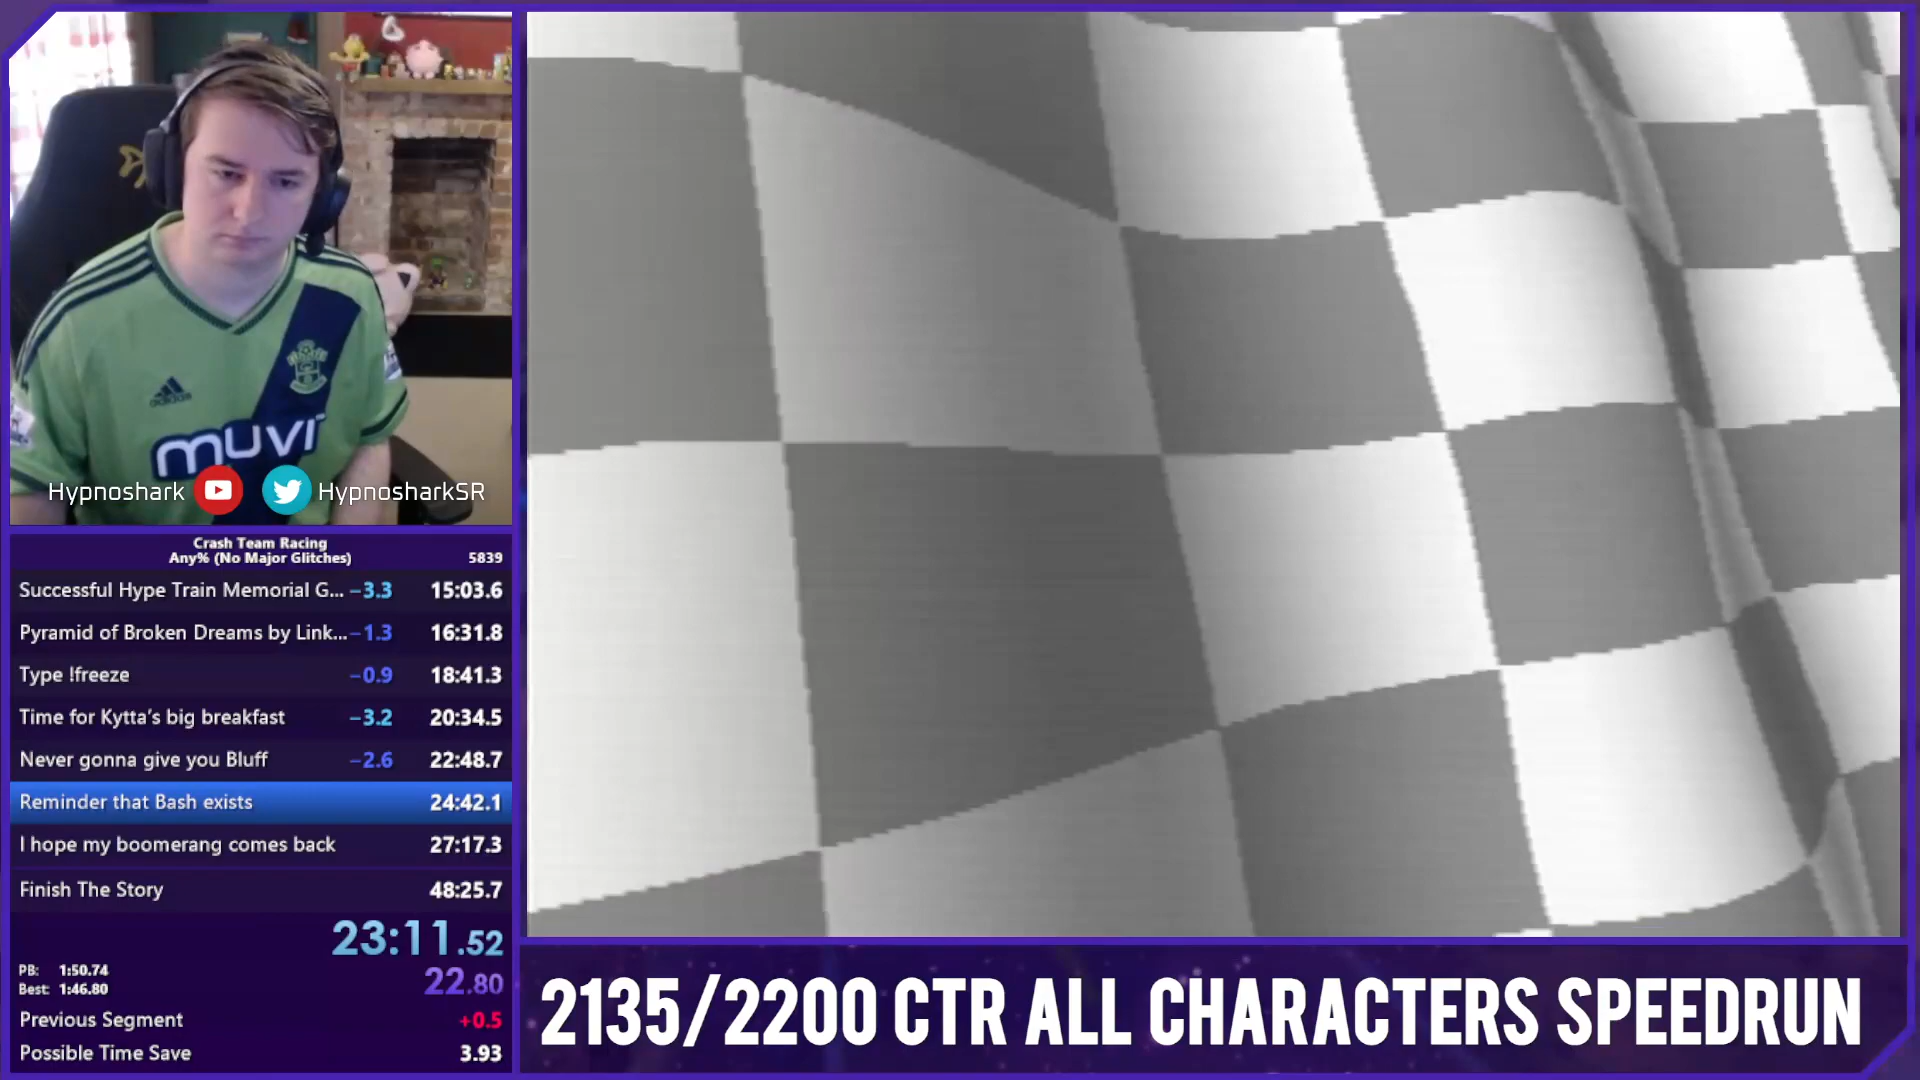 adidas
muvi
Hypnoshark
HypnosharkSR
Crash Team Racing
Any% (No Major Glitches) 5839
Successful Hype Train Memorial G... −3.3 15:03.6
Pyramid of Broken Dreams by Link... −1.3 16:31.8
Type !freeze −0.9 18:41.3
Time for Kytta's big breakfast −3.2 20:34.5
Never gonna give you Bluff −2.6 22:48.7
Reminder that Bash exists 24:42.1
I hope my boomerang comes back 27:17.3
Finish The Story 48:25.7
23:11.52
PB: 1:50.74
Best: 1:46.80
22.80
Previous Segment +0.5
Possible Time Save 3.93
2135/2200 CTR ALL CHARACTERS SPEEDRUN